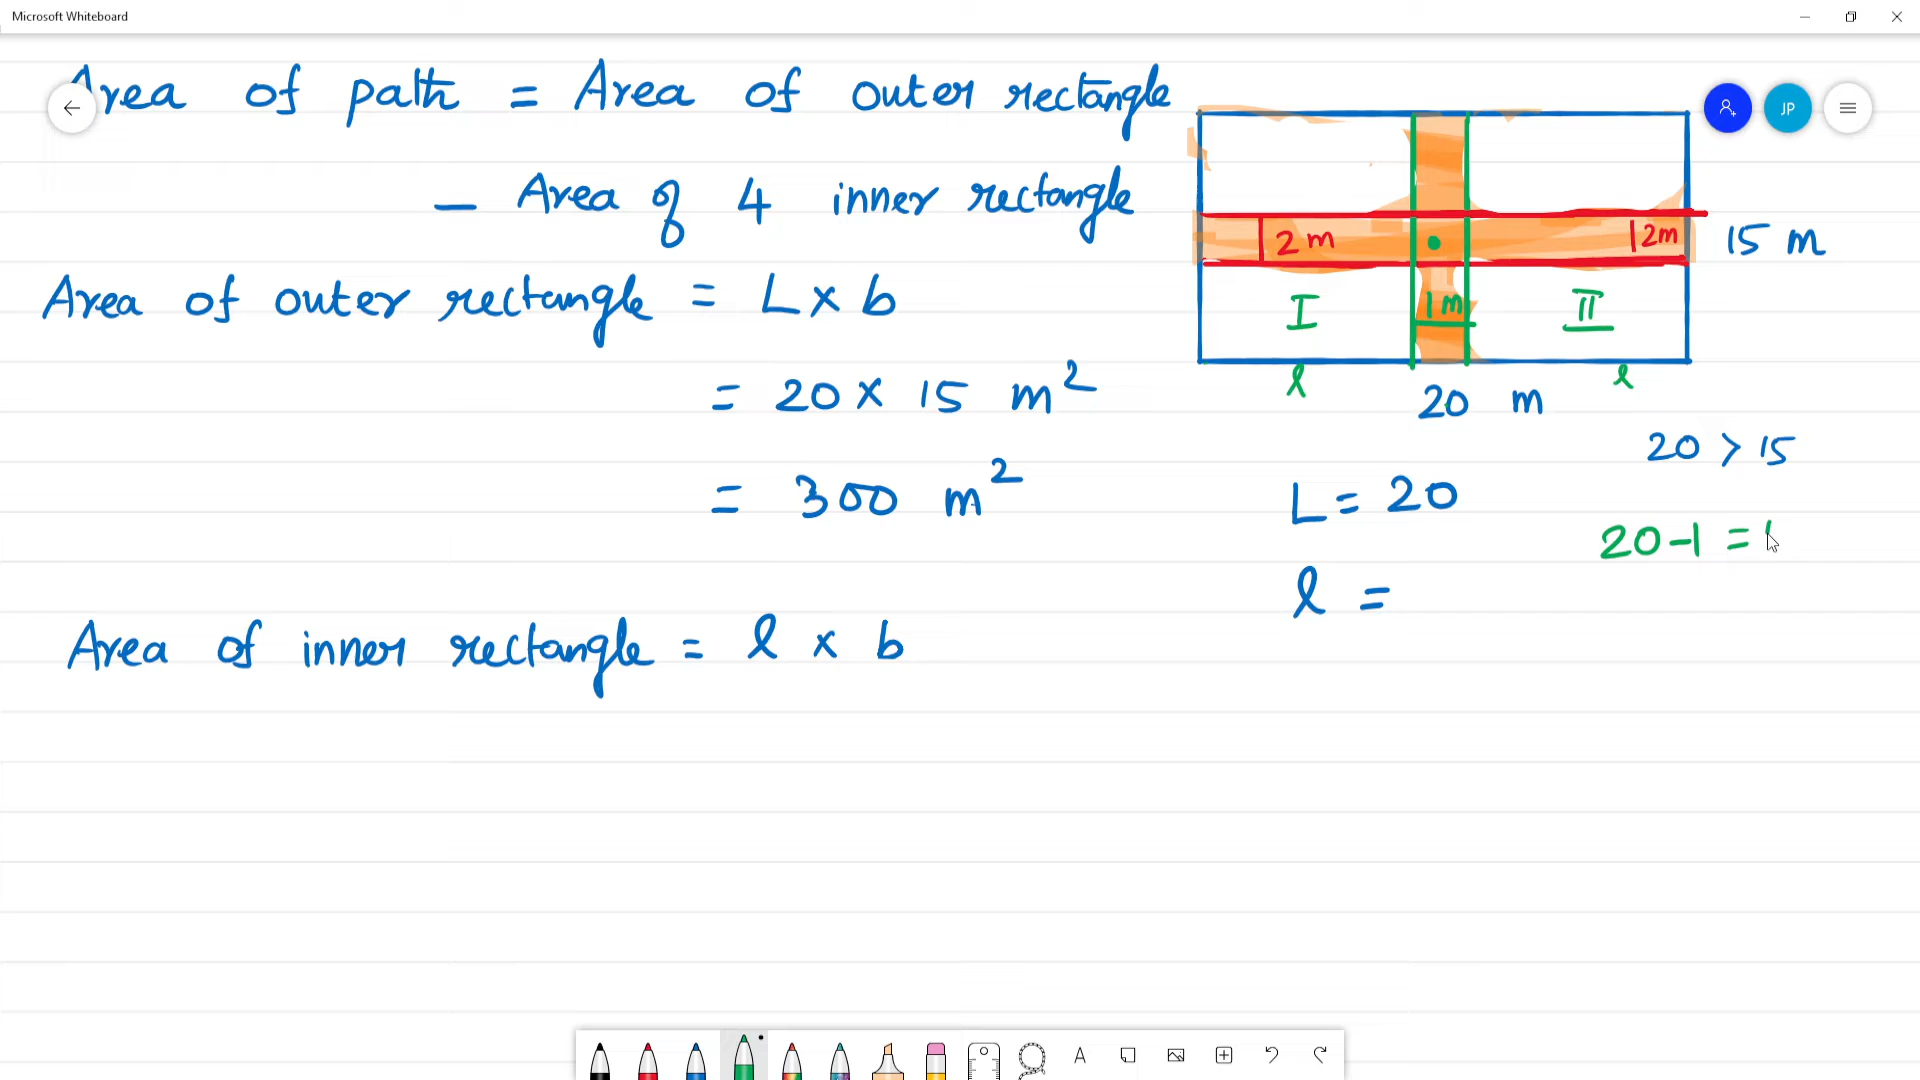 Microsoft Whiteboard
Area of path = Area of outer rectangle
— Area of 4 inner rectangle
JP
2 m
2m
15 m
Area of outer rectangle = L x b
I
1 m
II
l
l
= 20 x 15 m²
20 m
20 > 15
= 300 m²
L = 20
20-1 = 1
l =
Area of inner rectangle = l x b
A